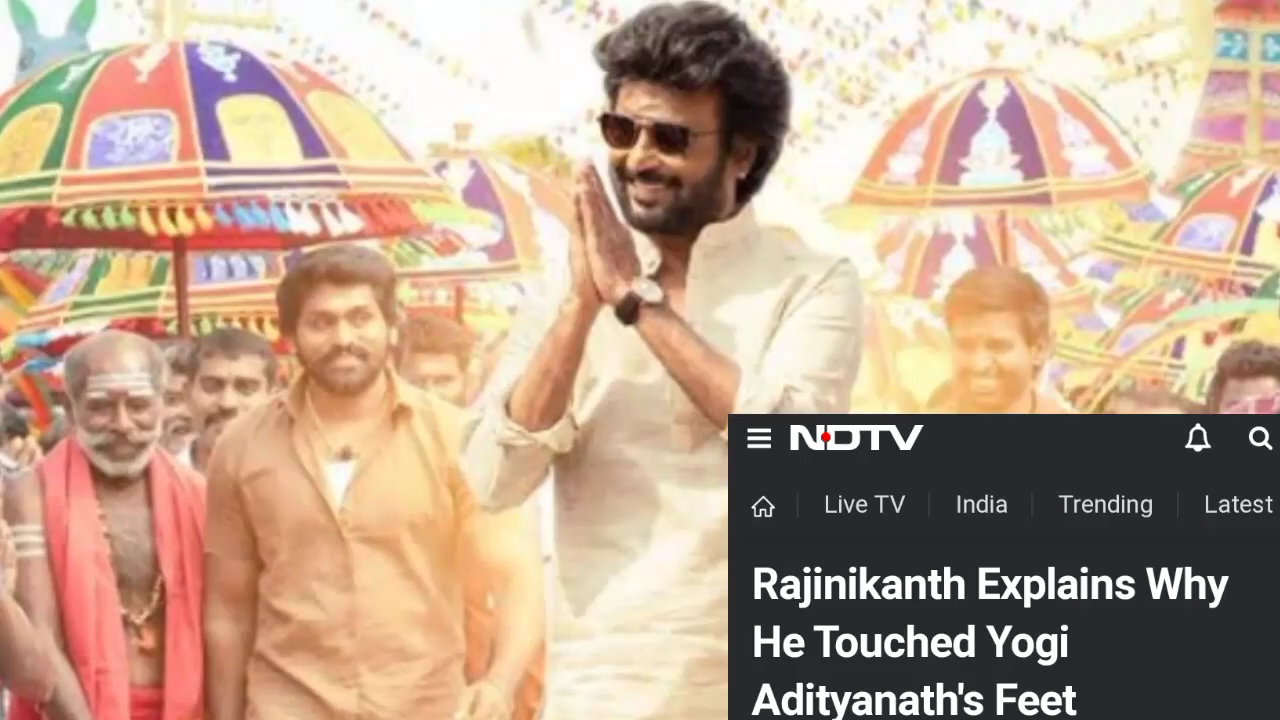 NDTV
Live TV India Trending Latest
Rajinikanth Explains Why
He Touched Yogi
Adityanath's Feet